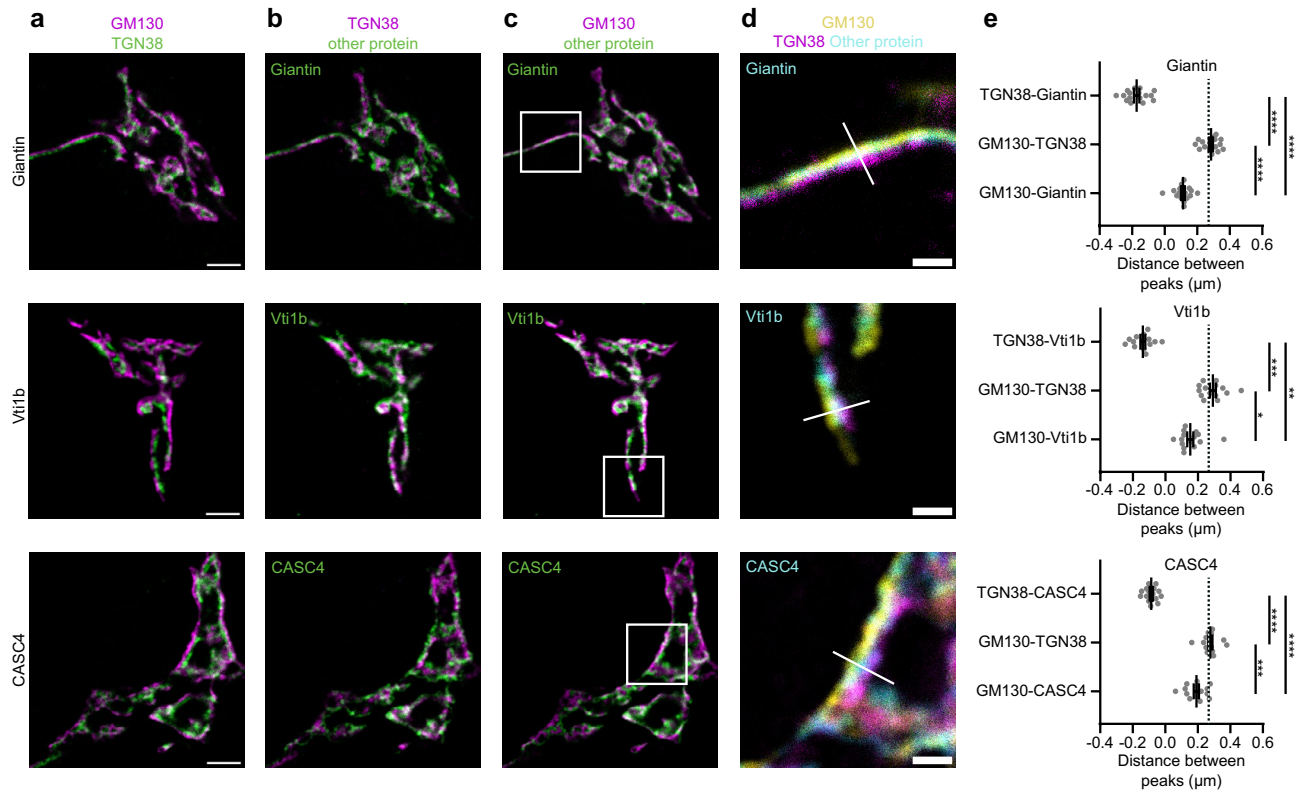 a
GM130
TGN38
b
TGN38
other protein
c
GM130
other protein
d
GM130
TGN38 Other protein
e
Giantin
Giantin
Giantin
Giantin
Giantin
TGN38-Giantin
GM130-TGN38
GM130-Giantin
****
****
****
-0.4 -0.2 0.0 0.2 0.4 0.6
Distance between
peaks (µm)
Vti1b
Vti1b
Vti1b
Vti1b
Vti1b
TGN38-Vti1b
GM130-TGN38
GM130-Vti1b
***
*
**
-0.4 -0.2 0.0 0.2 0.4 0.6
Distance between
peaks (µm)
CASC4
CASC4
CASC4
CASC4
CASC4
TGN38-CASC4
GM130-TGN38
GM130-CASC4
****
***
****
-0.4 -0.2 0.0 0.2 0.4 0.6
Distance between
peaks (µm)